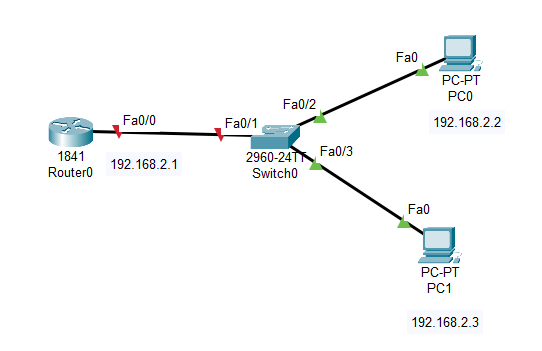 Fa0/0
1841
Router0
192.168.2.1
Fa0/1
2960-24TT
Switch0
Fa0/2
Fa0/3
Fa0
PC-PT
PC0
192.168.2.2
Fa0
PC-PT
PC1
192.168.2.3